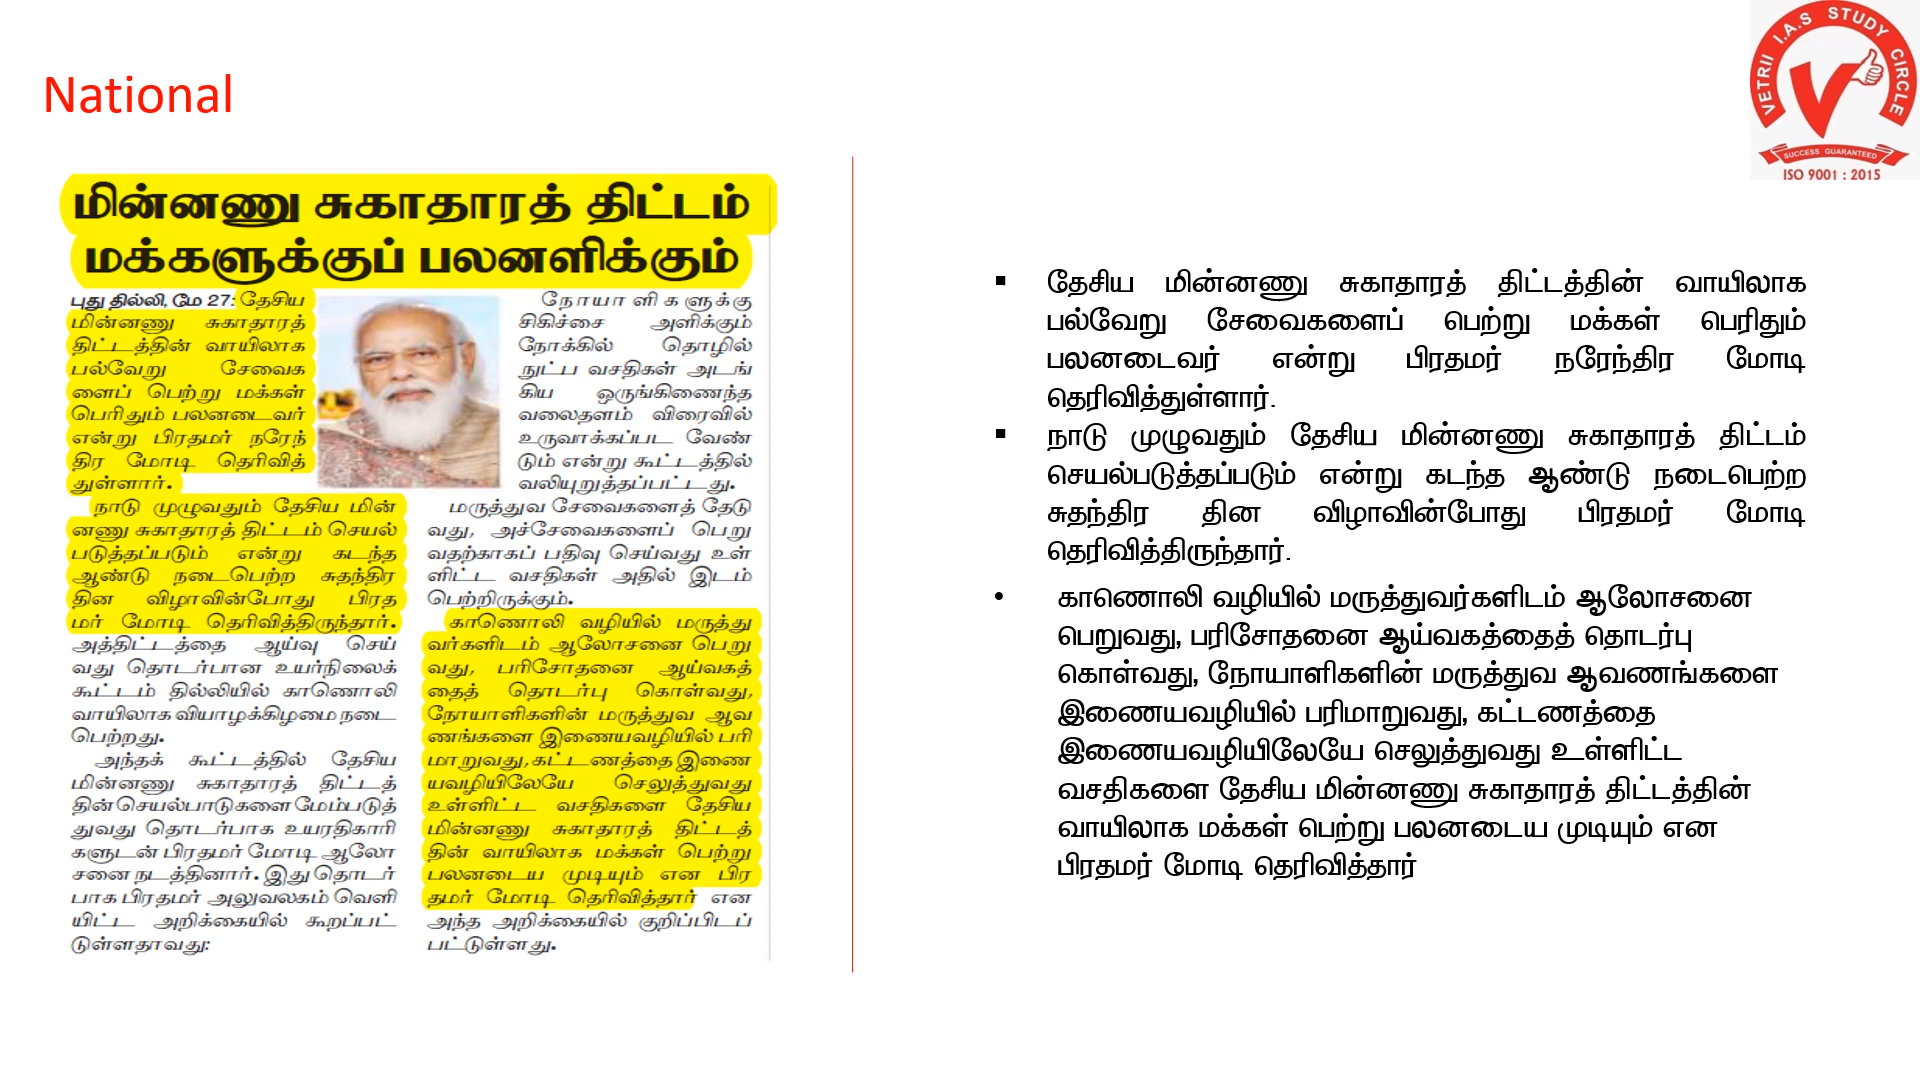 National
VETRII I.A.S STUDY CIRCLE
SUCCESS GUARANTEED
ISO 9001 : 2015
மின்னணு சுகாதாரத் திட்டம்
மக்களுக்குப் பலனளிக்கும்
புது தில்லி, மே 27: தேசிய
மின்னணு சுகாதாரத்
திட்டத்தின் வாயிலாக
பல்வேறு சேவைக
ளைப் பெற்று மக்கள்
பெரிதும் பலனடைவர்
என்று பிரதமர் நரேந்
திர மோடி தெரிவித்
துள்ளார்.
நாடு முழுவதும் தேசிய மின்
னணு சுகாதாரத் திட்டம் செயல்
படுத்தப்படும் என்று கடந்த
ஆண்டு நடைபெற்ற சுதந்திர
தின விழாவின்போது பிரத
மர் மோடி தெரிவித்திருந்தார்.
அத்திட்டத்தை ஆய்வு செய்
வது தொடர்பான உயர்நிலைக்
கூட்டம் தில்லியில் காணொலி
வாயிலாக வியாழக்கிழமை நடை
பெற்றது.
அந்தக் கூட்டத்தில் தேசிய
மின்னணு சுகாதாரத் திட்டத்
தின் செயல்பாடுகளை மேம்படுத்
துவது தொடர்பாக உயரதிகாரி
களுடன் பிரதமர் மோடி ஆலோ
சனை நடத்தினார். இது தொடர்
பாக பிரதமர் அலுவலகம் வெளி
யிட்ட அறிக்கையில் கூறப்பட்
டுள்ளதாவது:
நோயாளிகளுக்கு
சிகிச்சை அளிக்கும்
நோக்கில் தொழில்
நுட்ப வசதிகள் அடங்
கிய ஒருங்கிணைந்த
வலைதளம் விரைவில்
உருவாக்கப்பட வேண்
டும் என்று கூட்டத்தில்
வலியுறுத்தப்பட்டது.
மருத்துவ சேவைகளைத் தேடு
வது, அச்சேவைகளைப் பெறு
வதற்காகப் பதிவு செய்வது உள்
ளிட்ட வசதிகள் அதில் இடம்
பெற்றிருக்கும்.
காணொலி வழியில் மருத்து
வர்களிடம் ஆலோசனை பெறு
வது, பரிசோதனை ஆய்வகத்
தைத் தொடர்பு கொள்வது,
நோயாளிகளின் மருத்துவ ஆவ
ணங்களை இணையவழியில் பரி
மாறுவது, கட்டணத்தை இணை
யவழியிலேயே செலுத்துவது
உள்ளிட்ட வசதிகளை தேசிய
மின்னணு சுகாதாரத் திட்டத்
தின் வாயிலாக மக்கள் பெற்று
பலனடைய முடியும் என பிர
தமர் மோடி தெரிவித்தார் என
அந்த அறிக்கையில் குறிப்பிடப்
பட்டுள்ளது.
▪ தேசிய மின்னணு சுகாதாரத் திட்டத்தின் வாயிலாக
பல்வேறு சேவைகளைப் பெற்று மக்கள் பெரிதும்
பலனடைவர் என்று பிரதமர் நரேந்திர மோடி
தெரிவித்துள்ளார்.
▪ நாடு முழுவதும் தேசிய மின்னணு சுகாதாரத் திட்டம்
செயல்படுத்தப்படும் என்று கடந்த ஆண்டு நடைபெற்ற
சுதந்திர தின விழாவின்போது பிரதமர் மோடி
தெரிவித்திருந்தார்.
• காணொலி வழியில் மருத்துவர்களிடம் ஆலோசனை
பெறுவது, பரிசோதனை ஆய்வகத்தைத் தொடர்பு
கொள்வது, நோயாளிகளின் மருத்துவ ஆவணங்களை
இணையவழியில் பரிமாறுவது, கட்டணத்தை
இணையவழியிலேயே செலுத்துவது உள்ளிட்ட
வசதிகளை தேசிய மின்னணு சுகாதாரத் திட்டத்தின்
வாயிலாக மக்கள் பெற்று பலனடைய முடியும் என
பிரதமர் மோடி தெரிவித்தார்